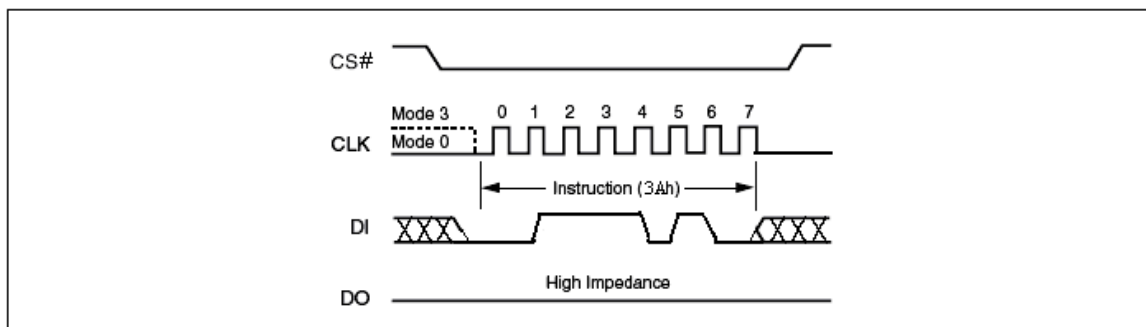 CS#
Mode 3
0 1 2 3 4 5 6 7
CLK
Mode 0
Instruction (3Ah)
DI
High Impedance
DO